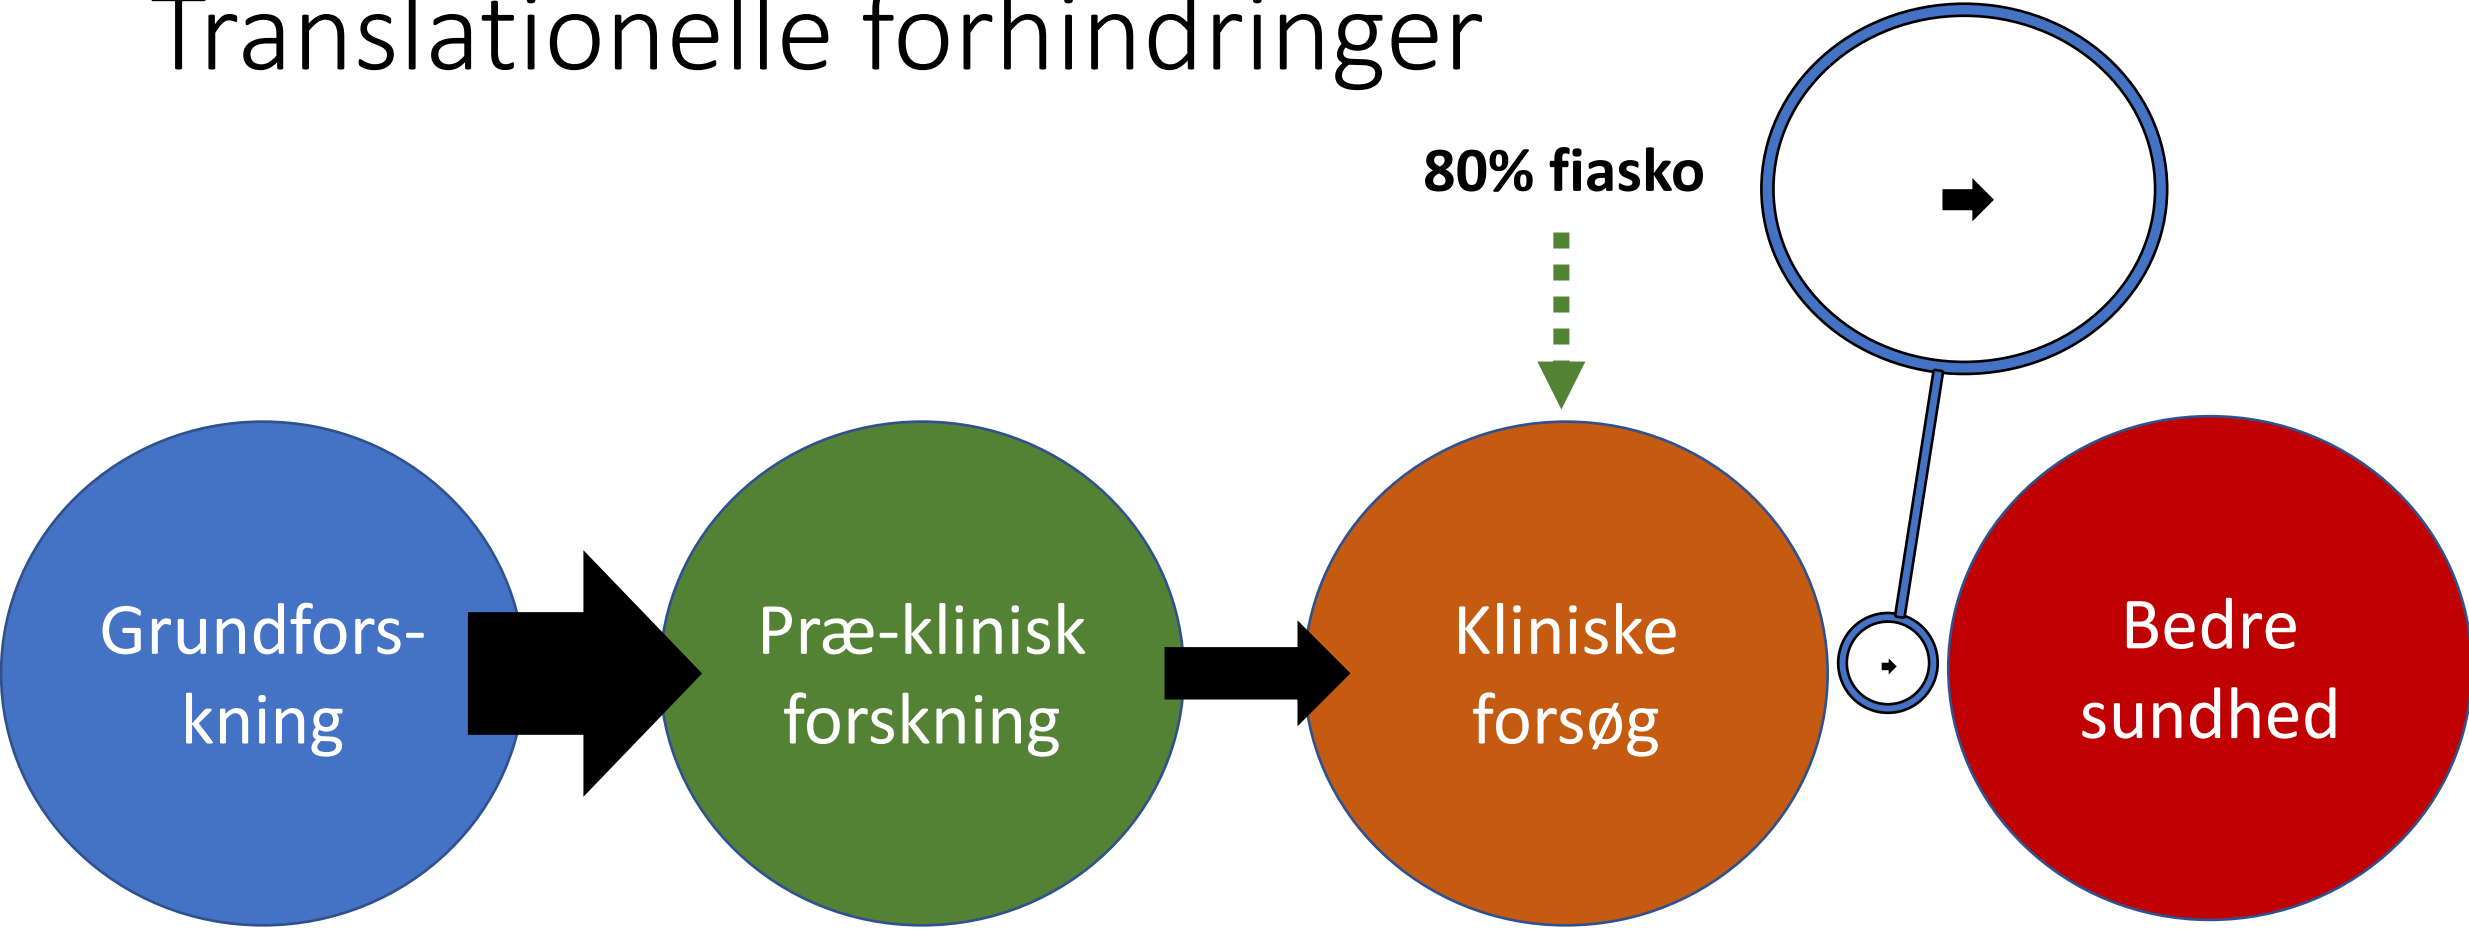 Translationelle forhindringer
80% fiasko
Grundfors-
kning
Præ-klinisk
forskning
Kliniske
forsøg
Bedre
sundhed